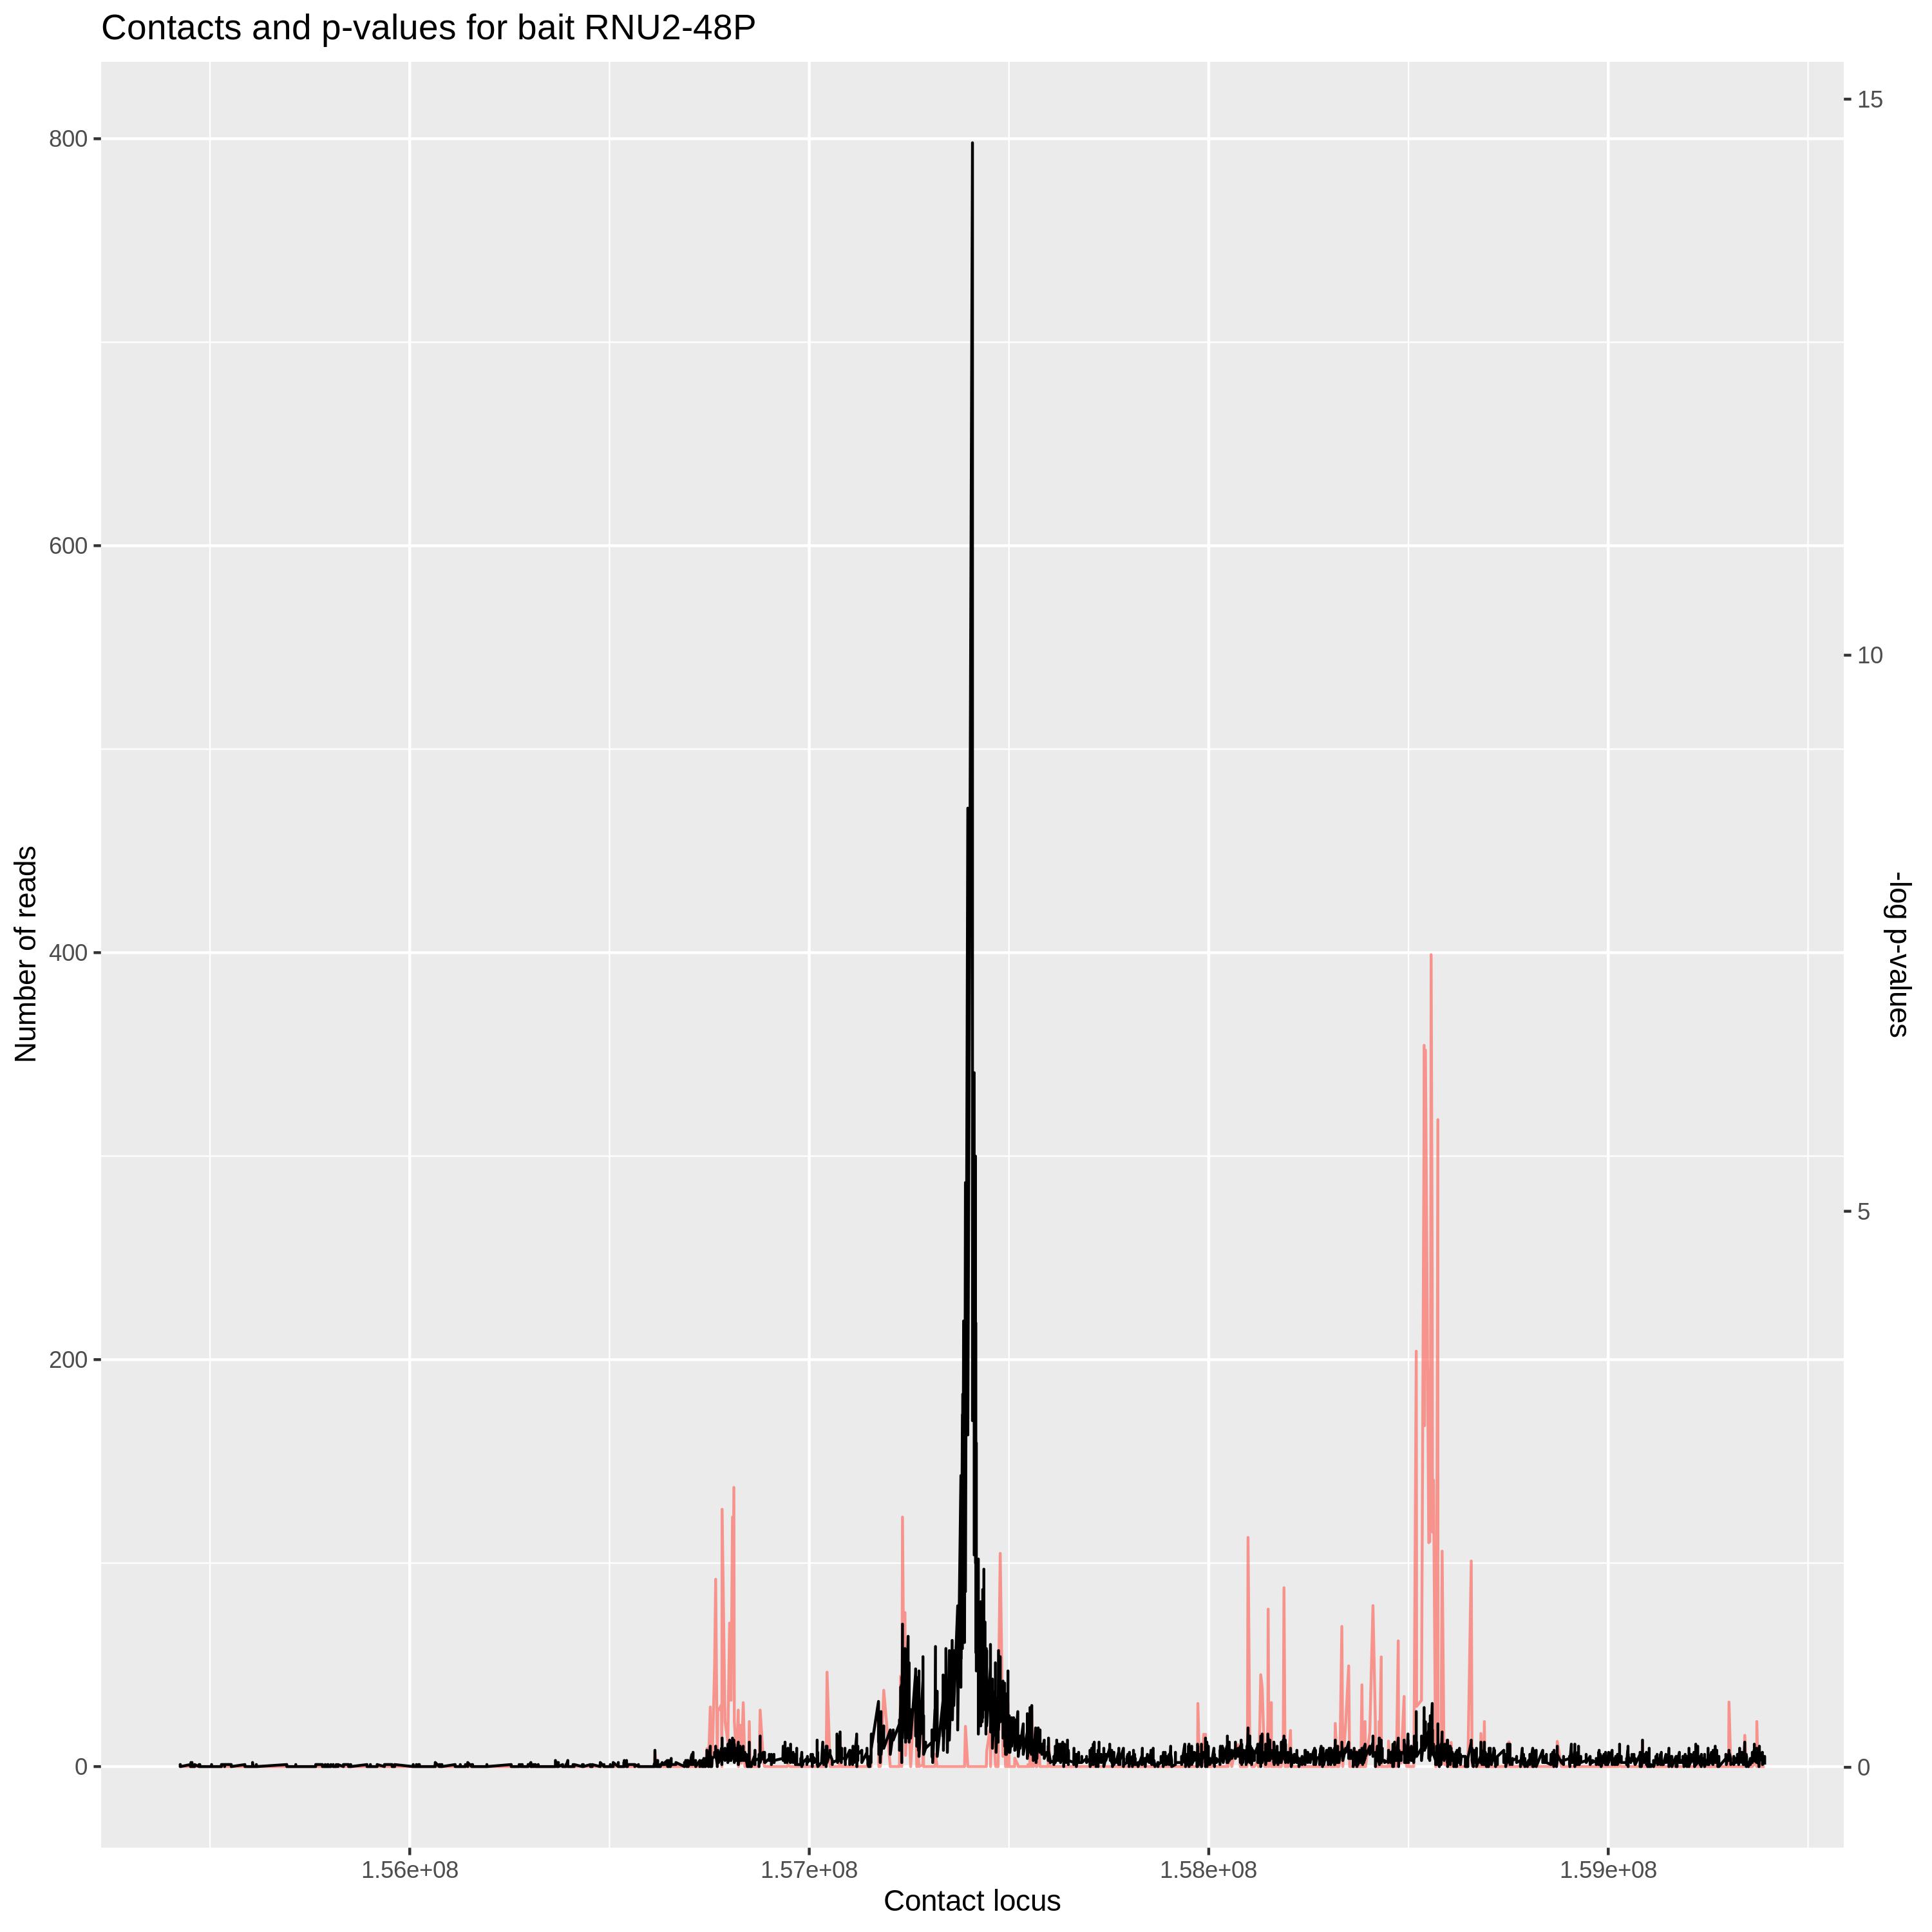 Contacts and p-values for bait RNU2-48P
800
600
400
200
0
Number of reads
15
10
5
0
-log p-values
1.56e+08
1.57e+08
1.58e+08
1.59e+08
Contact locus